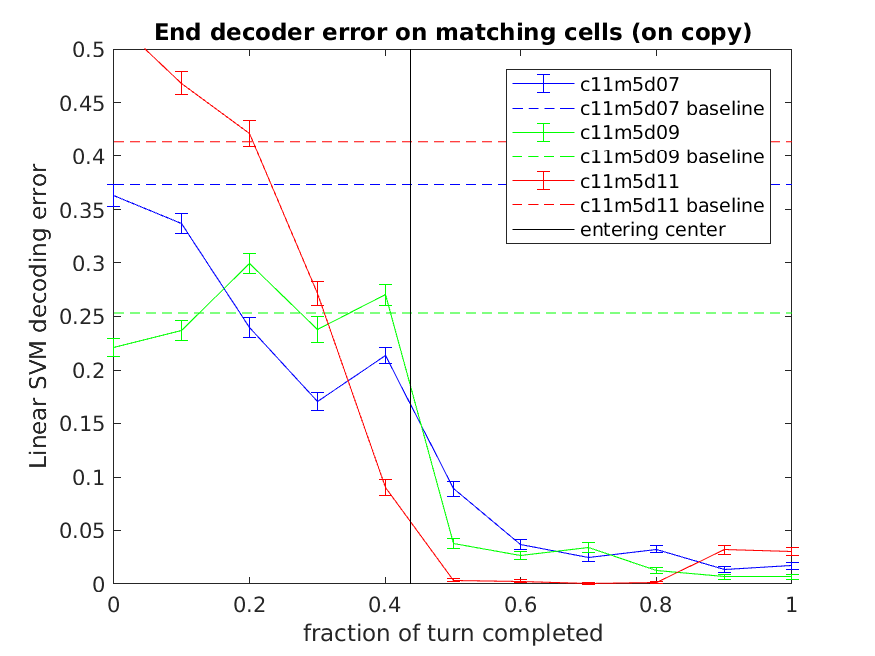 End decoder error on matching cells (on copy)
0.5
0.45
0.4
0.35
0.3
0.25
0.2
0.15
0.1
0.05
0
Linear SVM decoding error
c11m5d07
c11m5d07 baseline
c11m5d09
c11m5d09 baseline
c11m5d11
c11m5d11 baseline
entering center
0 0.2 0.4 0.6 0.8 1
fraction of turn completed